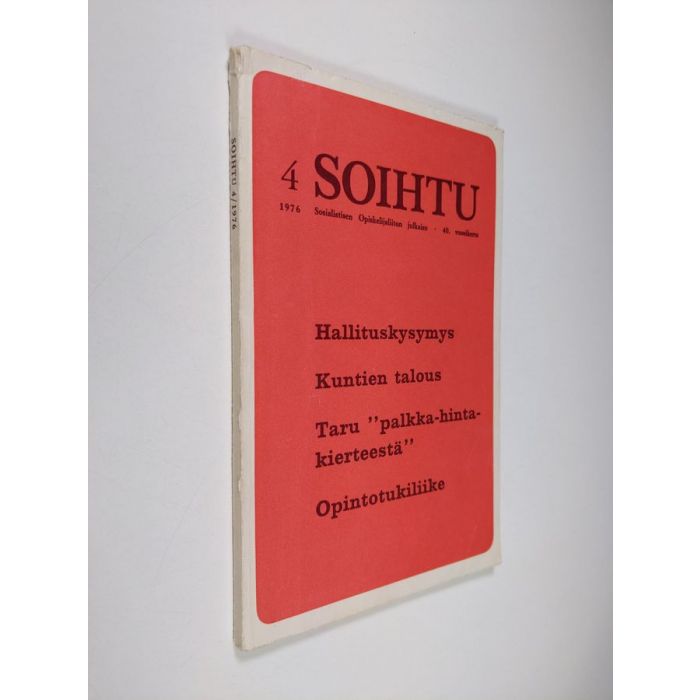 4 SOIHTU
1976 Sosialistisen Opiskelijaliiton julkaisu - 40. vuosikerta
Hallituskysymys
Kuntien talous
Taru ”palkka-hinta-
kierteestä”
Opintotukiliike
SOIHTU 4/1976